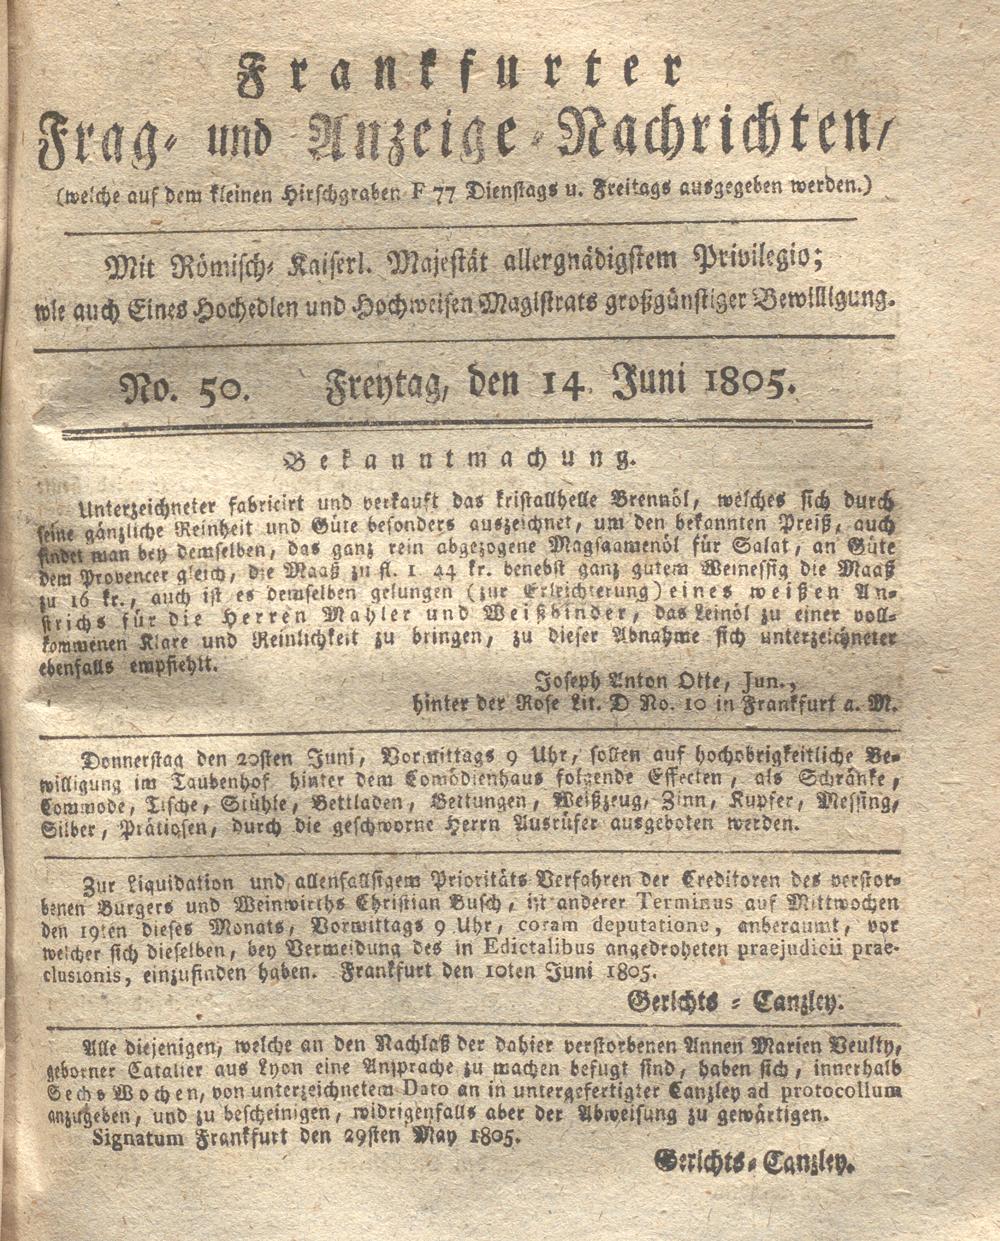 Frankfurter
Frag- und Anzeige-Nachrichten,
(welche auf dem kleinen Hirschgraben F 77 Dienstags u. Freitags ausgegeben werden.)
Mit Römisch-Kaiserl. Majestät allergnädigstem Privilegio;
wie auch Eines Hochedlen und Hochweisen Magistrats großgünstiger Bewilligung.
No. 50. Freytag, den 14. Juni 1805.
Bekanntmachung.
Unterzeichneter fabricirt und verkauft das kristallhelle Brennöl, welches sich durch
seine gänzliche Reinheit und Güte besonders auszeichnet, um den bekannten Preiß, auch
findet man bey demselben, das ganz rein abgezogene Magsaamenöl für Salat, an Güte
dem Provencer gleich, die Maaß zu fl. 1 44 kr. benebst ganz gutem Weinessig die Maaß
zu 16 kr., auch ist es demselben gelungen (zur Erleichterung) eines weißen An-
strichs für die Herren Mahler und Weißbinder, das Leinöl zu einer voll-
kommenen Klare und Reinlichkeit zu bringen, zu dieser Abnahme sich unterzeichneter
ebenfalls empfiehlt.
Joseph Anton Otte, Jun.,
hinter der Rose Lit. D No. 10 in Frankfurt a. M.
Donnerstag den 20sten Juni, Vormittags 9 Uhr, sollen auf hochobrigkeitliche Be-
willigung im Taubenhof hinter dem Comödienhaus folgende Effecten, als Schränke,
Commode, Tische, Stühle, Bettladen, Bettungen, Weißzeug, Zinn, Kupfer, Messing,
Silber, Prätiosen, durch die geschworne Herrn Ausrüfer ausgeboten werden.
Zur Liquidation und allenfallsigem Prioritäts Verfahren der Creditoren des verstor-
benen Burgers und Weinwirths Christian Busch, ist anderer Terminus auf Mittwochen
den 19ten dieses Monats, Vormittags 9 Uhr, coram deputatione, anberaumt, vor
welcher sich dieselben, bey Vermeidung des in Edictalibus angedroheten praejudicii prae-
clusionis, einzufinden haben. Frankfurt den 10ten Juni 1805.
Gerichts-Canzley.
Alle diejenigen, welche an den Nachlaß der dahier verstorbenen Annen Marien Veulty,
geborner Catalier aus Lyon eine Ansprache zu machen befugt sind, haben sich, innerhalb
Sechs Wochen, von unterzeichnetem Dato an in untergefertigter Canzley ad protocollum
anzugeben, und zu bescheinigen, widrigenfalls aber der Abweisung zu gewärtigen.
Signatum Frankfurt den 29sten May 1805.
Gerichts-Canzley.